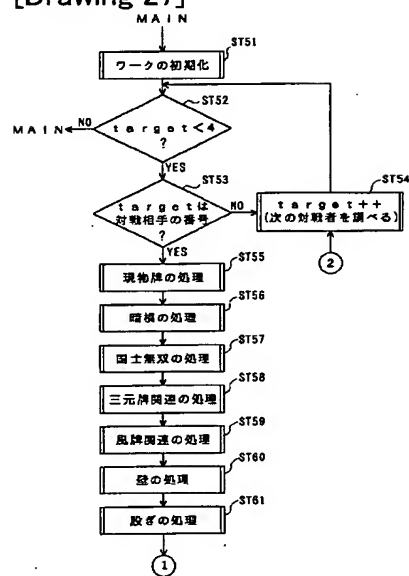 [Drawing 27]
MAIN
ST51
ワークの初期化
ST52
target<4
?
NO
MAIN
YES
ST53
targetは
対戦相手の番号
?
NO
ST54
target++
(次の対戦者を調べる)
2
YES
ST55
現物牌の処理
ST56
暗槓の処理
ST57
国士無双の処理
ST58
三元牌関連の処理
ST59
風牌関連の処理
ST60
壁の処理
ST61
の処理
1